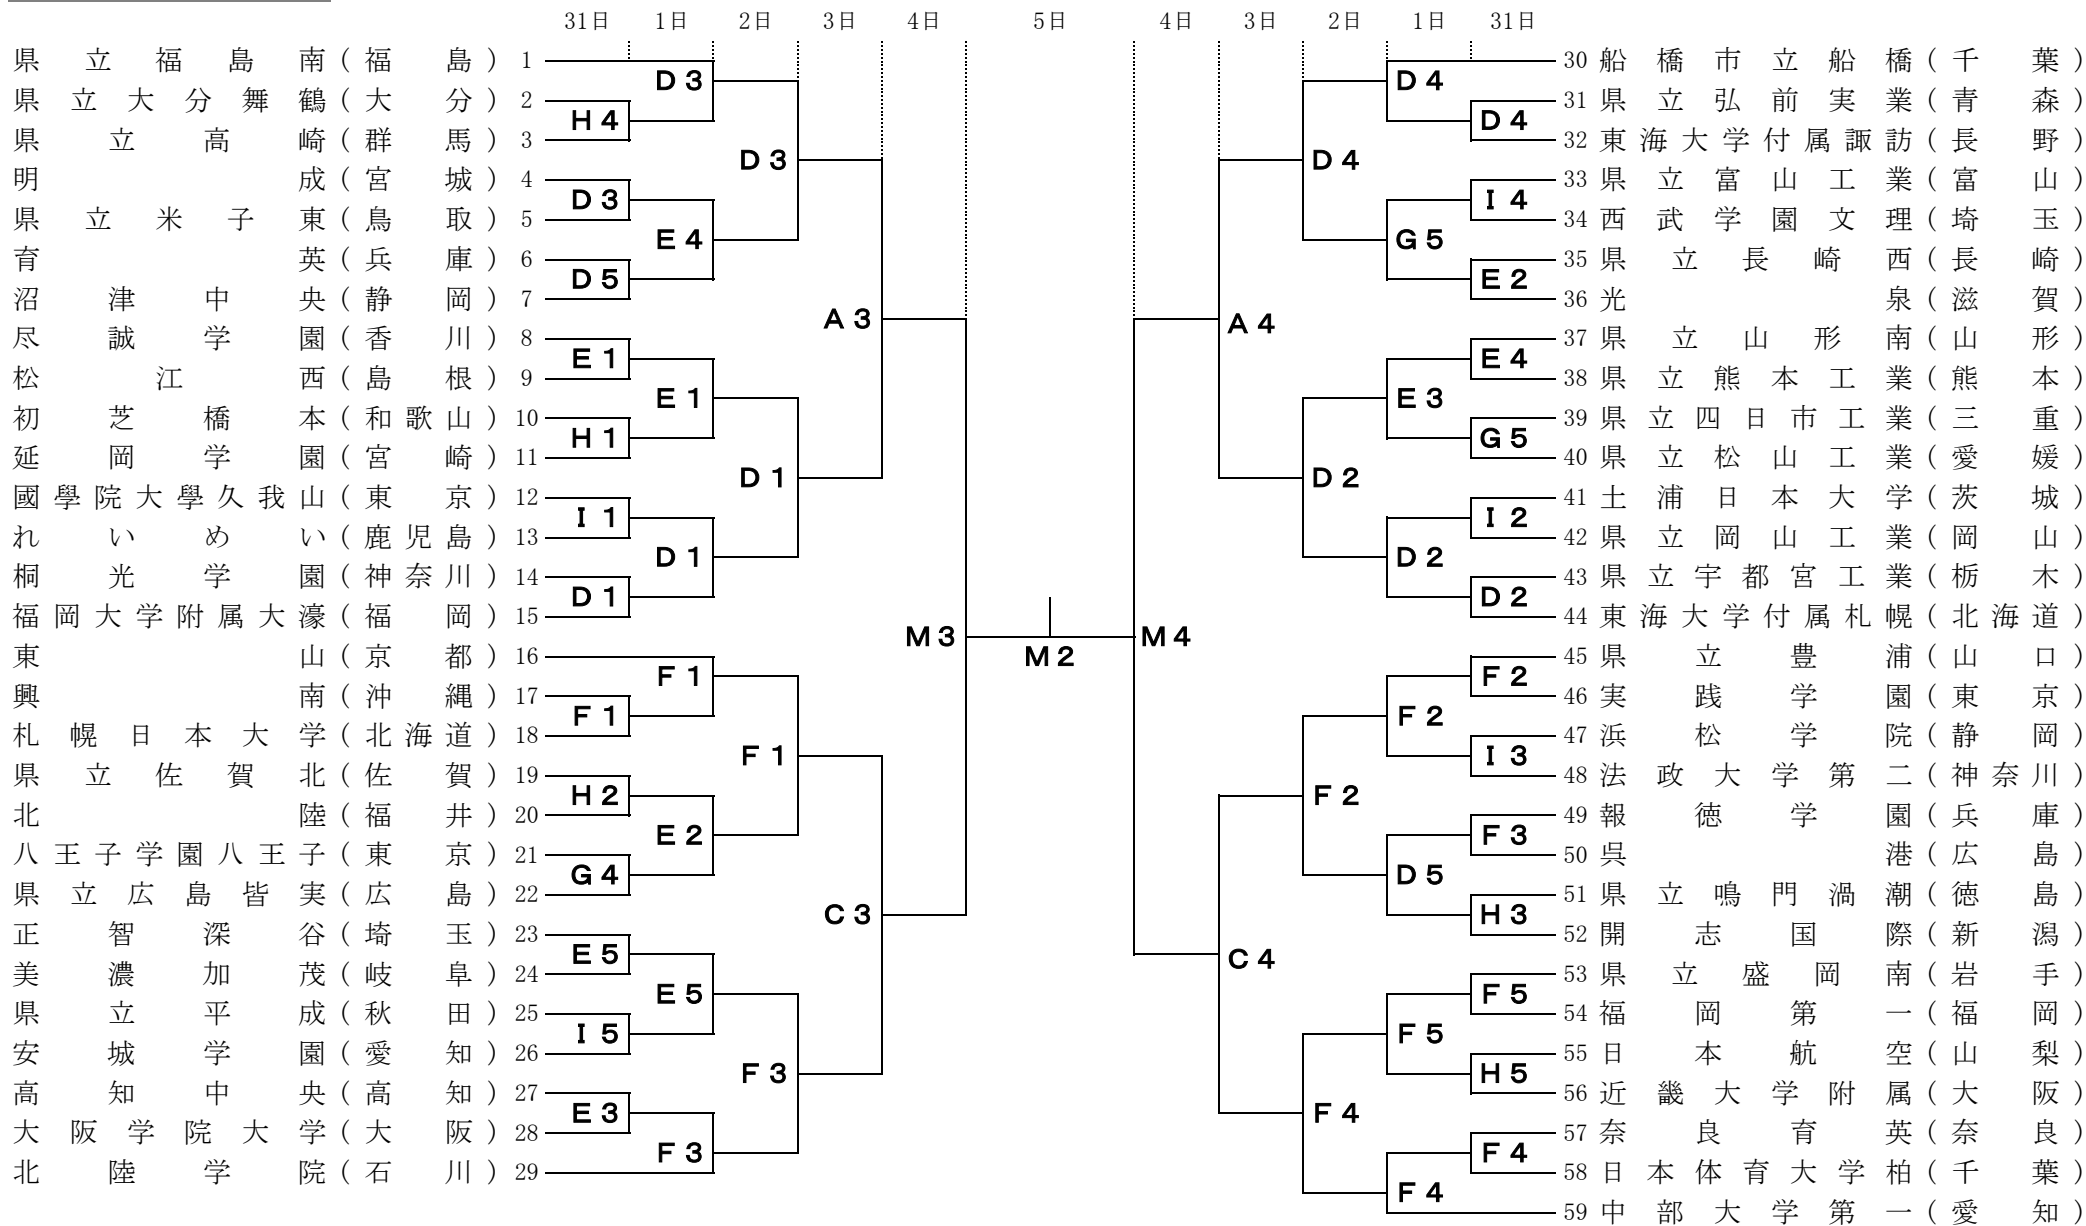 31日 1日 2日 3日 4日 5日 4日 3日 2日 1日 31日
県立福島南(福島) 1
県立大分舞鶴(大分) 2
県立高崎(群馬) 3
明成(宮城) 4
県立米子東(鳥取) 5
育英(兵庫) 6
沼津中央(静岡) 7
尽誠学園(香川) 8
松江西(島根) 9
初芝橋本(和歌山) 10
延岡学園(宮崎) 11
國學院大學久我山(東京) 12
れいめい(鹿児島) 13
桐光学園(神奈川) 14
福岡大学附属大濠(福岡) 15
東山(京都) 16
興南(沖縄) 17
札幌日本大学(北海道) 18
県立佐賀北(佐賀) 19
北陸(福井) 20
八王子学園八王子(東京) 21
県立広島皆実(広島) 22
正智深谷(埼玉) 23
美濃加茂(岐阜) 24
県立平成(秋田) 25
安城学園(愛知) 26
高知中央(高知) 27
大阪学院大学(大阪) 28
北陸学院(石川) 29
H4
D3
D5
E1
H1
I1
D1
F1
H2
G4
E5
I5
E3
D3
E4
E1
D1
F1
E2
E5
F3
D3
D1
F1
F3
A3
C3
M3
M2
M4
A4
C4
D4
D2
F2
F4
D4
G5
E3
D2
F2
D5
F5
F4
D4
I4
E2
E4
G5
I2
D2
F2
I3
F3
H3
F5
H5
F4
30 船橋市立船橋(千葉)
31 県立弘前実業(青森)
32 東海大学付属諏訪(長野)
33 県立富山工業(富山)
34 西武学園文理(埼玉)
35 県立長崎西(長崎)
36 光泉(滋賀)
37 県立山形南(山形)
38 県立熊本工業(熊本)
39 県立四日市工業(三重)
40 県立松山工業(愛媛)
41 土浦日本大学(茨城)
42 県立岡山工業(岡山)
43 県立宇都宮工業(栃木)
44 東海大学付属札幌(北海道)
45 県立豊浦(山口)
46 実践学園(東京)
47 浜松学院(静岡)
48 法政大学第二(神奈川)
49 報徳学園(兵庫)
50 呉港(広島)
51 県立鳴門渦潮(徳島)
52 開志国際(新潟)
53 県立盛岡南(岩手)
54 福岡第一(福岡)
55 日本航空(山梨)
56 近畿大学附属(大阪)
57 奈良育英(奈良)
58 日本体育大学柏(千葉)
59 中部大学第一(愛知)